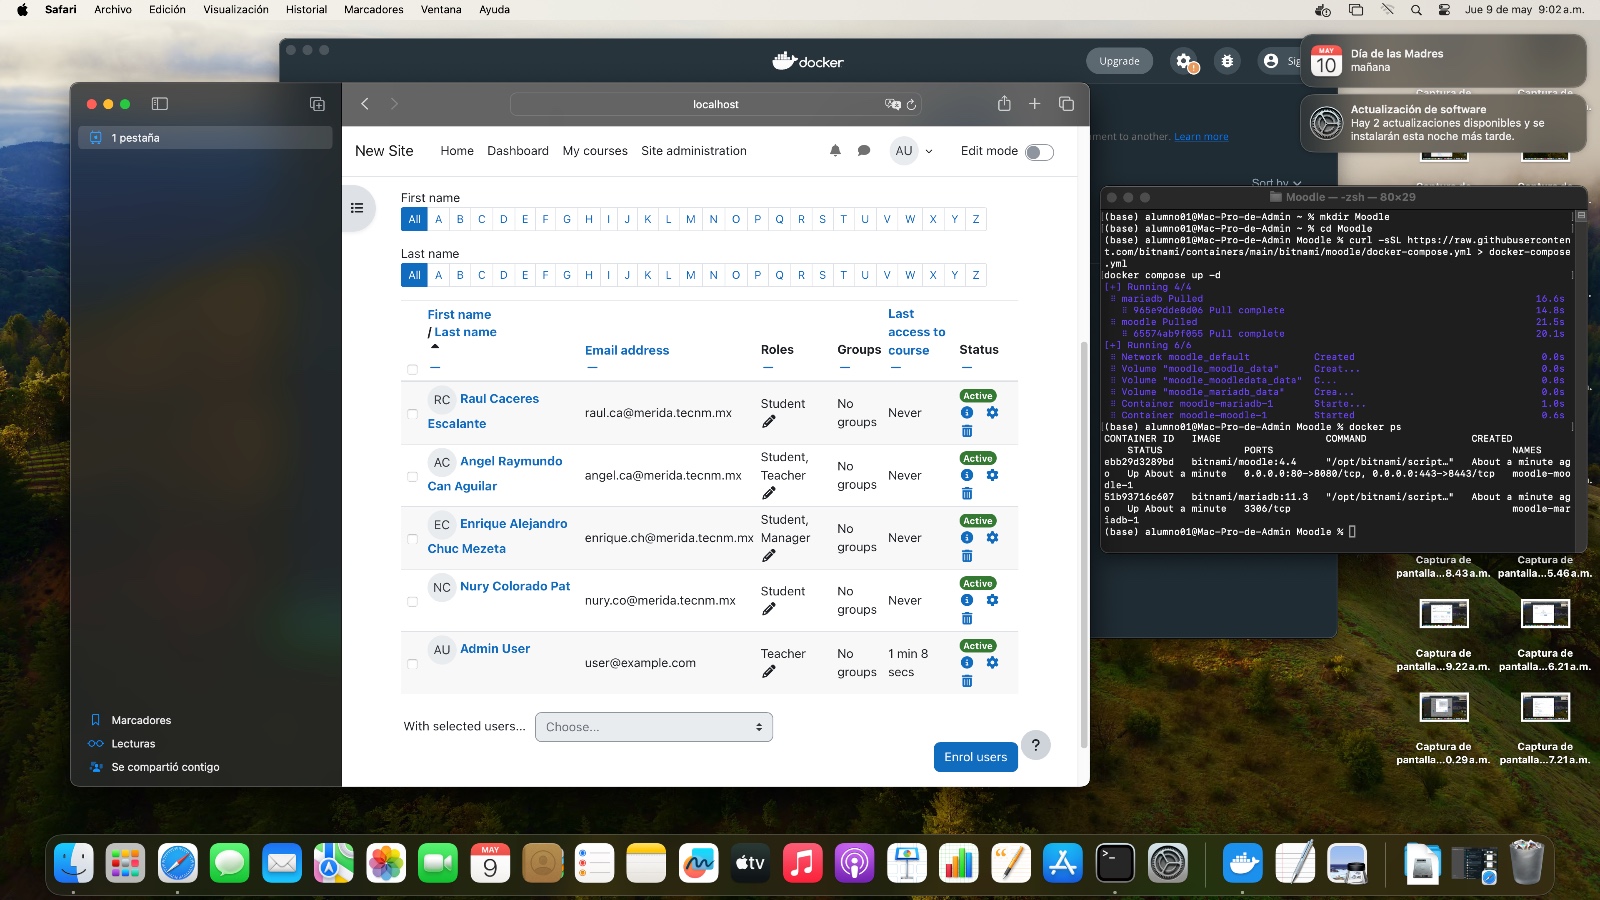 Safari Archivo Edición Visualización Historial Marcadores Ventana Ayuda
Jue 9 de may 9:02 a.m.
docker
Upgrade
Sig
Día de las Madres
mañana
MAY
10
Actualización de software
Hay 2 actualizaciones disponibles y se
instalarán esta noche más tarde.
ment to another. Learn more
Sort by
1 pestaña
localhost
New Site Home Dashboard My courses Site administration AU Edit mode
First name
All A B C D E F G H I J K L M N O P Q R S T U V W X Y Z
Last name
All A B C D E F G H I J K L M N O P Q R S T U V W X Y Z
First name
/ Last name
Email address
Roles
Groups
Last
access to
course
Status
RC Raul Caceres
Escalante
raul.ca@merida.tecnm.mx
Student
No
groups
Never
Active
AC Angel Raymundo
Can Aguilar
angel.ca@merida.tecnm.mx
Student,
Teacher
No
groups
Never
Active
EC Enrique Alejandro
Chuc Mezeta
enrique.ch@merida.tecnm.mx
Student,
Manager
No
groups
Never
Active
NC Nury Colorado Pat
nury.co@merida.tecnm.mx
Student
No
groups
Never
Active
AU Admin User
user@example.com
Teacher
No
groups
1 min 8
secs
Active
With selected users... Choose...
Enrol users
?
Marcadores
Lecturas
Se compartió contigo
Moodle — -zsh — 80×29
(base) alumno01@Mac-Pro-de-Admin ~ % mkdir Moodle
(base) alumno01@Mac-Pro-de-Admin ~ % cd Moodle
(base) alumno01@Mac-Pro-de-Admin Moodle % curl -sSL https://raw.githubuserconten
t.com/bitnami/containers/main/bitnami/moodle/docker-compose.yml > docker-compose
.yml
docker compose up -d
[+] Running 4/4
mariadb Pulled 16.6s
965e9dde0d06 Pull complete 14.8s
moodle Pulled 21.5s
65574ab9f055 Pull complete 20.1s
[+] Running 6/6
Network moodle_default Created 0.0s
Volume "moodle_moodle_data" Creat... 0.0s
Volume "moodle_moodledata_data" C... 0.0s
Volume "moodle_mariadb_data" Crea... 0.0s
Container moodle-mariadb-1 Starte... 1.0s
Container moodle-moodle-1 Started 0.6s
(base) alumno01@Mac-Pro-de-Admin Moodle % docker ps
CONTAINER ID IMAGE COMMAND CREATED
STATUS PORTS NAMES
ebb29d3289bd bitnami/moodle:4.4 "/opt/bitnami/script…" About a minute ag
o Up About a minute 0.0.0.0:80->8080/tcp, 0.0.0.0:443->8443/tcp moodle-moo
dle-1
51b93716c607 bitnami/mariadb:11.3 "/opt/bitnami/script…" About a minute ag
o Up About a minute 3306/tcp moodle-mar
iadb-1
(base) alumno01@Mac-Pro-de-Admin Moodle %
Captura de
pantalla...8.43 a.m.
Captura de
pantalla...5.46 a.m.
Captura de
pantalla...9.22 a.m.
Captura de
pantalla...6.21 a.m.
Captura de
pantalla...0.29 a.m.
Captura de
pantalla...7.21 a.m.
MAY
9
tv